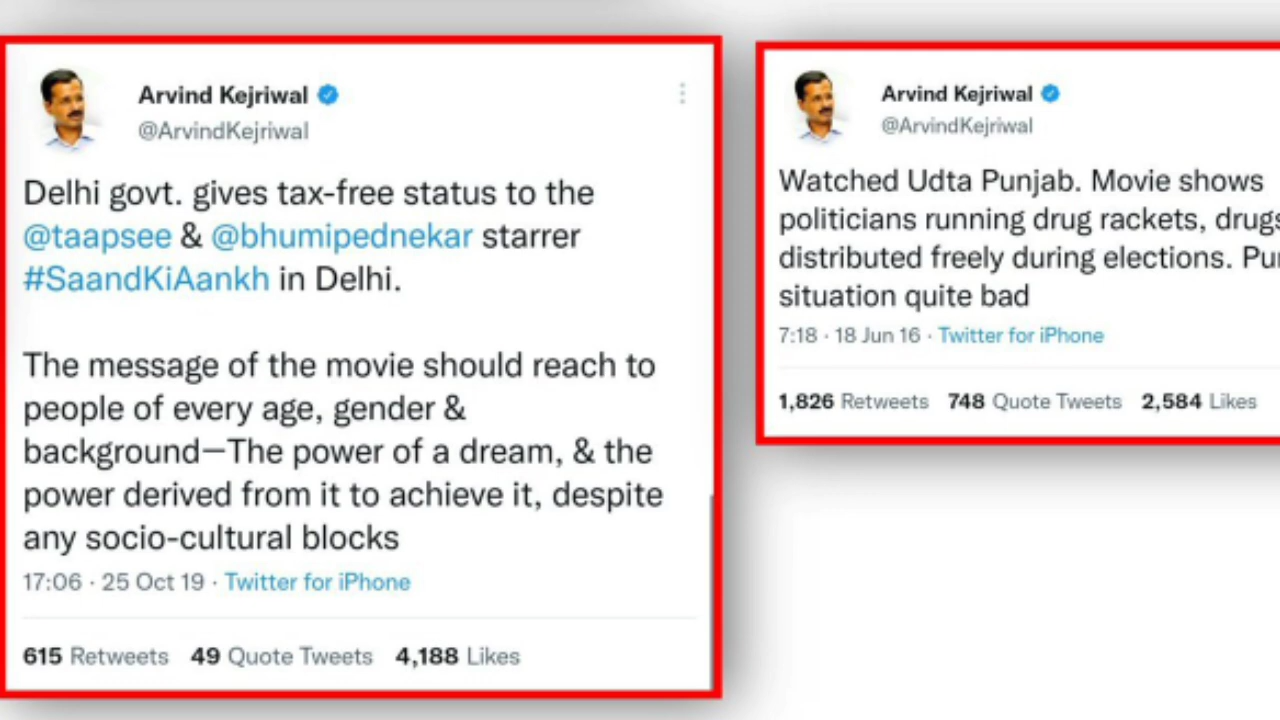 Arvind Kejriwal
@ArvindKejriwal
Delhi govt. gives tax-free status to the
@taapsee & @bhumipednekar starrer
#SaandKiAankh in Delhi.
The message of the movie should reach to
people of every age, gender &
background—The power of a dream, & the
power derived from it to achieve it, despite
any socio-cultural blocks
17:06 · 25 Oct 19 · Twitter for iPhone
615 Retweets 49 Quote Tweets 4,188 Likes
Arvind Kejriwal
@ArvindKejriwal
Watched Udta Punjab. Movie shows
politicians running drug rackets, drugs
distributed freely during elections.
situation quite bad
7:18 · 18 Jun 16 · Twitter for iPhone
1,826 Retweets 748 Quote Tweets 2,584 Likes